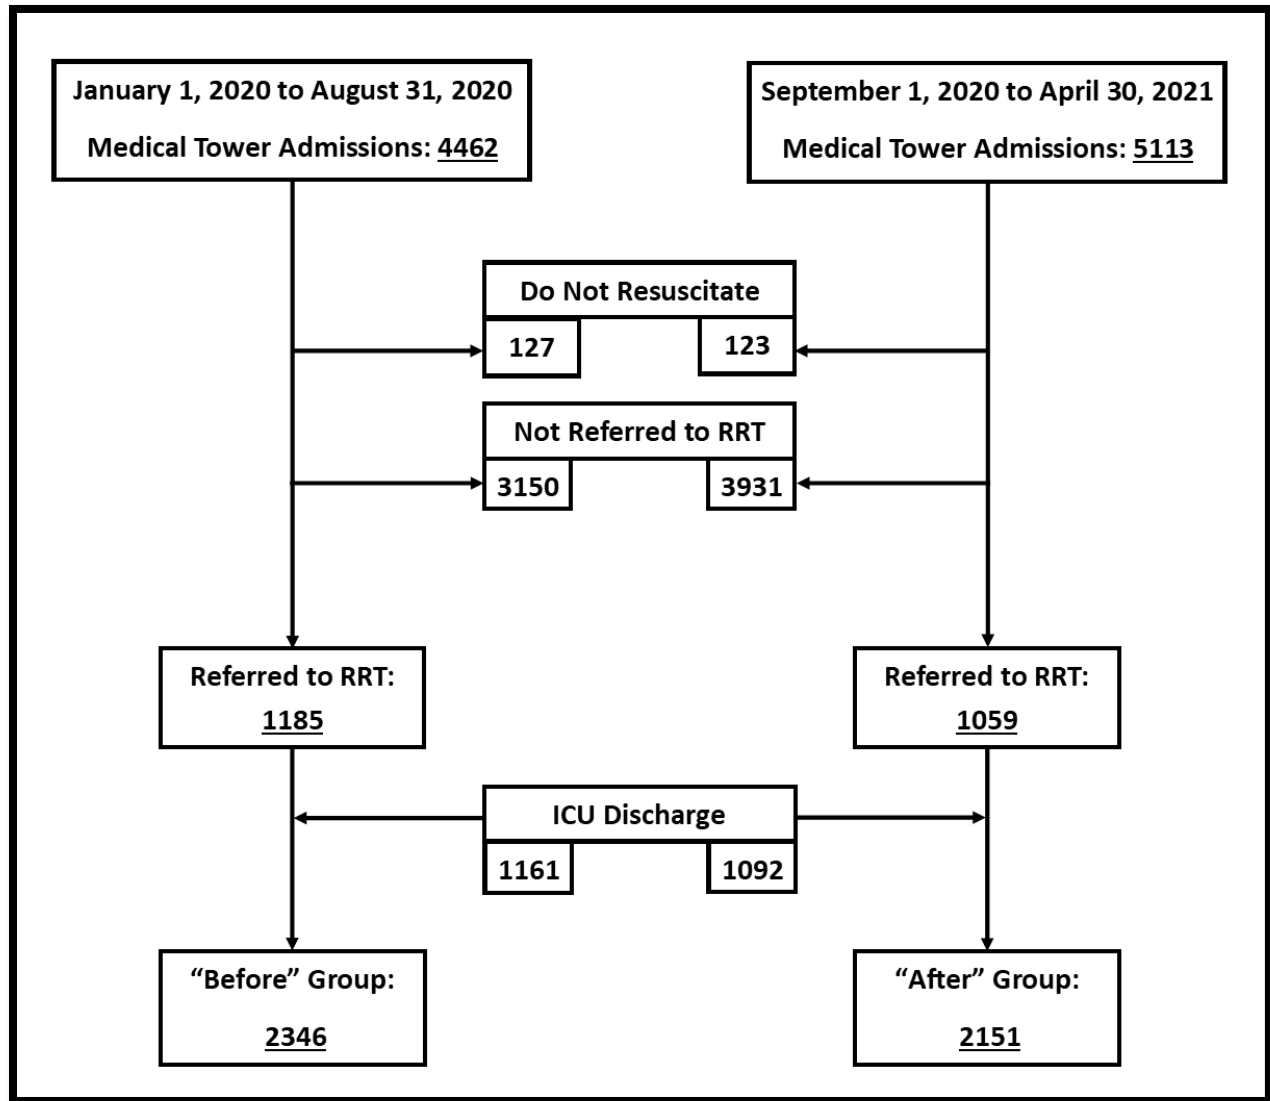 January 1, 2020 to August 31, 2020
Medical Tower Admissions: 4462
September 1, 2020 to April 30, 2021
Medical Tower Admissions: 5113
Do Not Resuscitate
127
123
Not Referred to RRT
3150
3931
Referred to RRT:
1185
Referred to RRT:
1059
ICU Discharge
1161
1092
“Before” Group:
2346
“After” Group:
2151